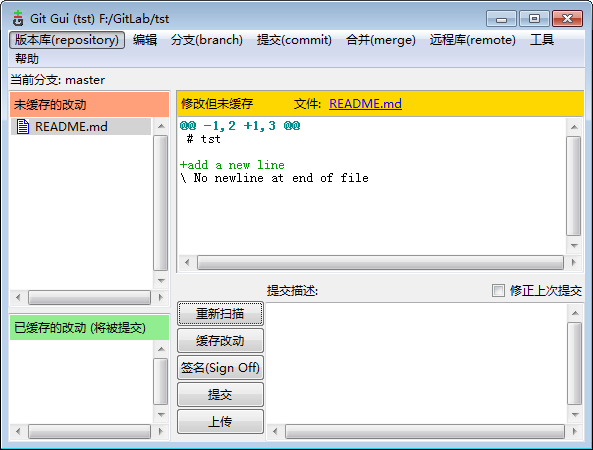 Git Gui (tst) F:/GitLab/tst
版本库(repository) 编辑 分支(branch) 提交(commit) 合并(merge) 远程库(remote) 工具
帮助
当前分支: master
未缓存的改动
README.md
修改但未缓存 文件: README.md
@@ -1,2 +1,3 @@
# tst
+add a new line
\ No newline at end of file
已缓存的改动 (将被提交)
提交描述: 修正上次提交
重新扫描
缓存改动
签名(Sign Off)
提交
上传